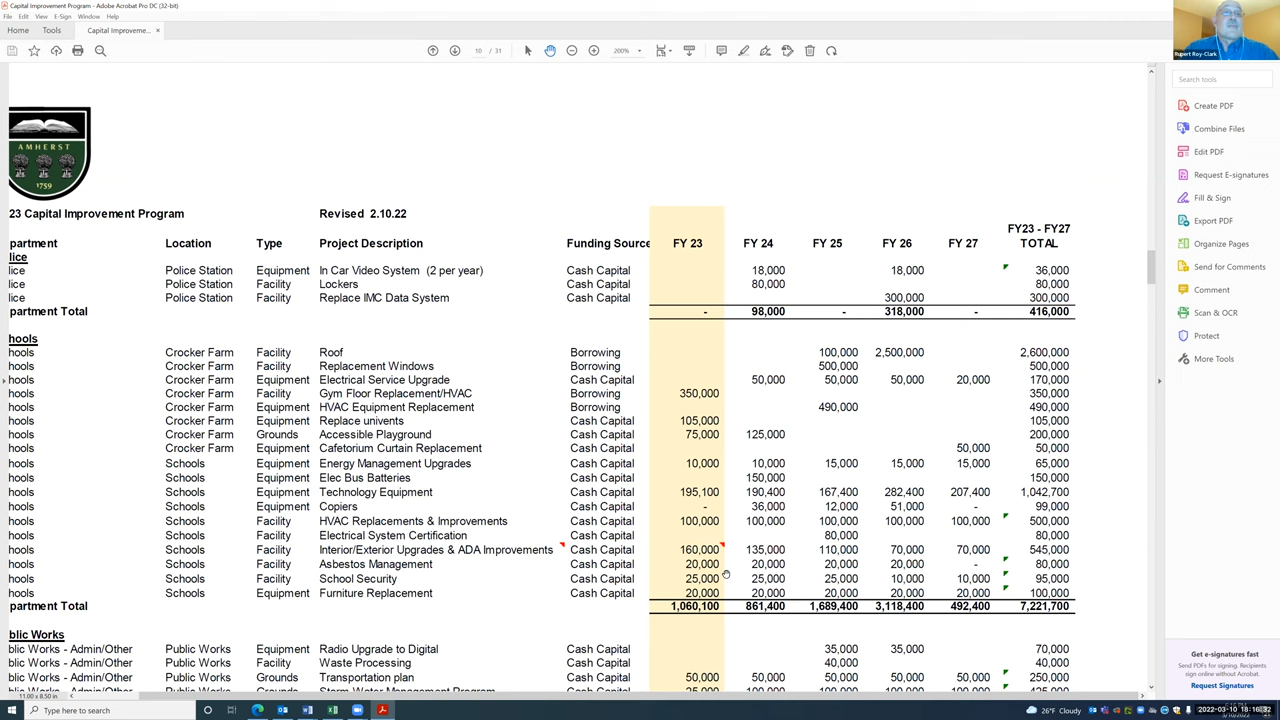 Capital Improvement Program - Adobe Acrobat Pro DC (32-bit)
File Edit View E-Sign Window Help
Home Tools Capital Improveme... ×
10 / 31 200%
Rupert Roy-Clark
Search tools
Create PDF
Combine Files
Edit PDF
Request E-signatures
Fill & Sign
Export PDF
Organize Pages
Send for Comments
Comment
Scan & OCR
Protect
More Tools
AMHERST
1759
23 Capital Improvement Program Revised 2.10.22
FY23 - FY27
partment Location Type Project Description Funding Source FY 23 FY 24 FY 25 FY 26 FY 27 TOTAL
lice
lice Police Station Equipment In Car Video System (2 per year) Cash Capital 18,000 18,000 36,000
lice Police Station Facility Lockers Cash Capital 80,000 80,000
lice Police Station Facility Replace IMC Data System Cash Capital 300,000 300,000
partment Total - 98,000 - 318,000 - 416,000
hools
hools Crocker Farm Facility Roof Borrowing 100,000 2,500,000 2,600,000
hools Crocker Farm Facility Replacement Windows Borrowing 500,000 500,000
hools Crocker Farm Equipment Electrical Service Upgrade Cash Capital 50,000 50,000 50,000 20,000 170,000
hools Crocker Farm Facility Gym Floor Replacement/HVAC Borrowing 350,000 350,000
hools Crocker Farm Equipment HVAC Equipment Replacement Borrowing 490,000 490,000
hools Crocker Farm Equipment Replace univents Cash Capital 105,000 105,000
hools Crocker Farm Grounds Accessible Playground Cash Capital 75,000 125,000 200,000
hools Crocker Farm Equipment Cafetorium Curtain Replacement Cash Capital 50,000 50,000
hools Schools Equipment Energy Management Upgrades Cash Capital 10,000 10,000 15,000 15,000 15,000 65,000
hools Schools Equipment Elec Bus Batteries Cash Capital 150,000 150,000
hools Schools Equipment Technology Equipment Cash Capital 195,100 190,400 167,400 282,400 207,400 1,042,700
hools Schools Equipment Copiers Cash Capital - 36,000 12,000 51,000 - 99,000
hools Schools Facility HVAC Replacements & Improvements Cash Capital 100,000 100,000 100,000 100,000 100,000 500,000
hools Schools Facility Electrical System Certification Cash Capital 80,000 80,000
hools Schools Facility Interior/Exterior Upgrades & ADA Improvements Cash Capital 160,000 135,000 110,000 70,000 70,000 545,000
hools Schools Facility Asbestos Management Cash Capital 20,000 20,000 20,000 20,000 - 80,000
hools Schools Facility School Security Cash Capital 25,000 25,000 25,000 10,000 10,000 95,000
hools Schools Equipment Furniture Replacement Cash Capital 20,000 20,000 20,000 20,000 20,000 100,000
partment Total 1,060,100 861,400 1,689,400 3,118,400 492,400 7,221,700
blic Works
blic Works - Admin/Other Public Works Equipment Radio Upgrade to Digital Cash Capital 35,000 35,000 70,000
blic Works - Admin/Other Public Works Facility Waste Processing Cash Capital 40,000 40,000
blic Works - Admin/Other Public Works Grounds Transportation plan Cash Capital 50,000 50,000 50,000 50,000 50,000 250,000
Get e-signatures fast
Send PDFs for signing. Recipients
sign online without Acrobat.
Request Signatures
11.00 x 8.50 in
Type here to search
26°F Cloudy
2022-03-10 18:16:32